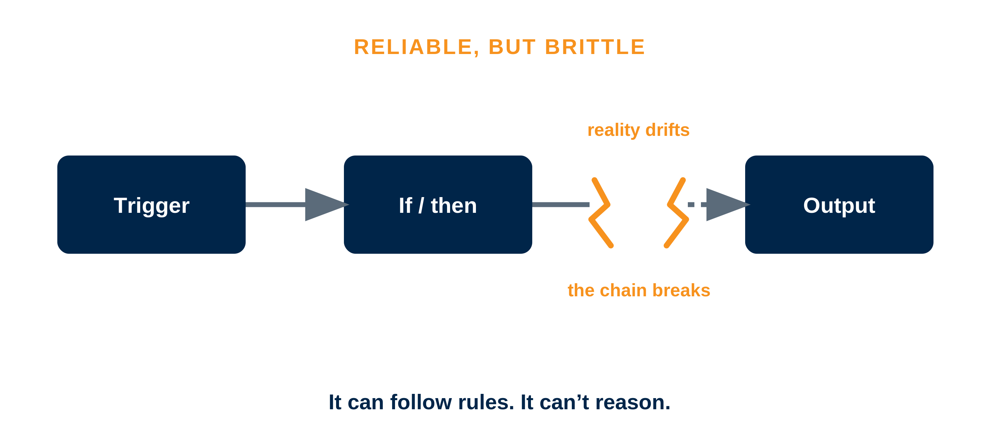 RELIABLE, BUT BRITTLE
reality drifts
Trigger
If / then
Output
the chain breaks
It can follow rules. It can’t reason.